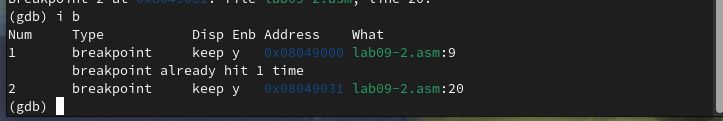 Breakpoint 2 at 0x08049031: file lab09-2.asm, line 20.
(gdb) i b
Num     Type           Disp Enb Address    What
1       breakpoint     keep y   0x08049000 lab09-2.asm:9
        breakpoint already hit 1 time
2       breakpoint     keep y   0x08049031 lab09-2.asm:20
(gdb)